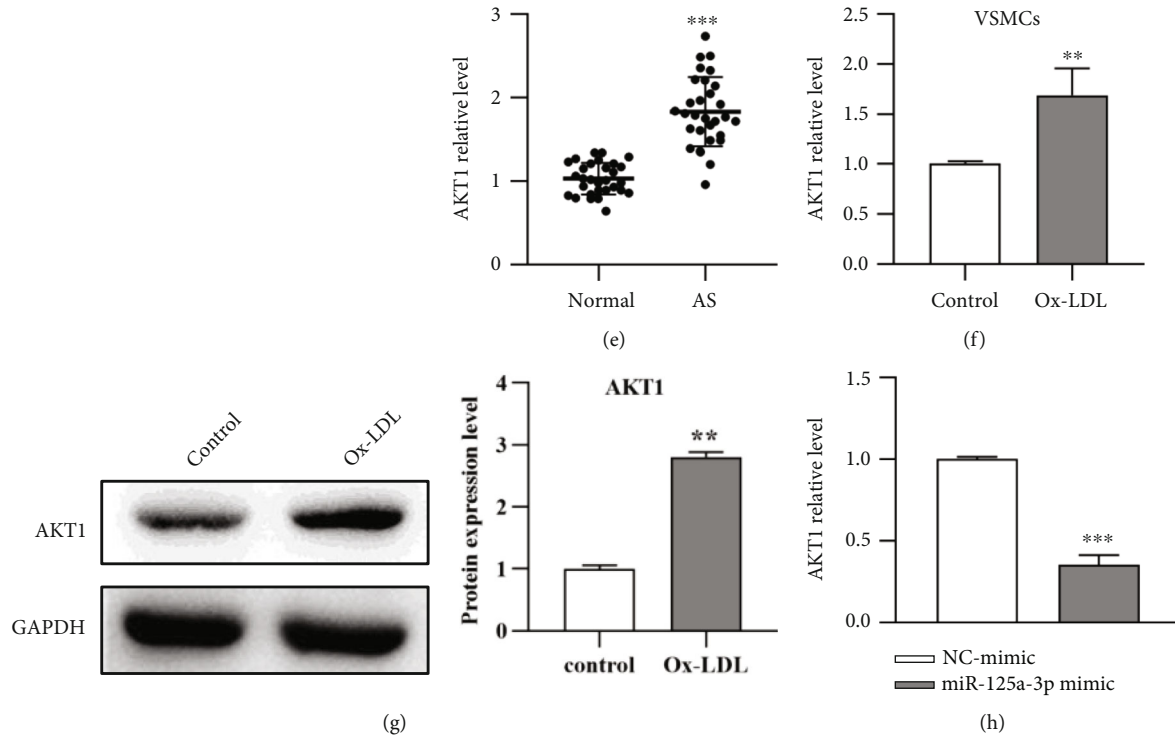 AKT1 relative level
3
2
1
0
***
Normal
AS
(e)
VSMCs
AKT1 relative level
2.5
2.0
1.5
1.0
0.5
0.0
**
Control
Ox-LDL
(f)
Control
Ox-LDL
AKT1
GAPDH
AKT1
Protein expression level
4
3
2
1
0
**
control
Ox-LDL
(g)
AKT1 relative level
1.5
1.0
0.5
0.0
***
NC-mimic
miR-125a-3p mimic
(h)